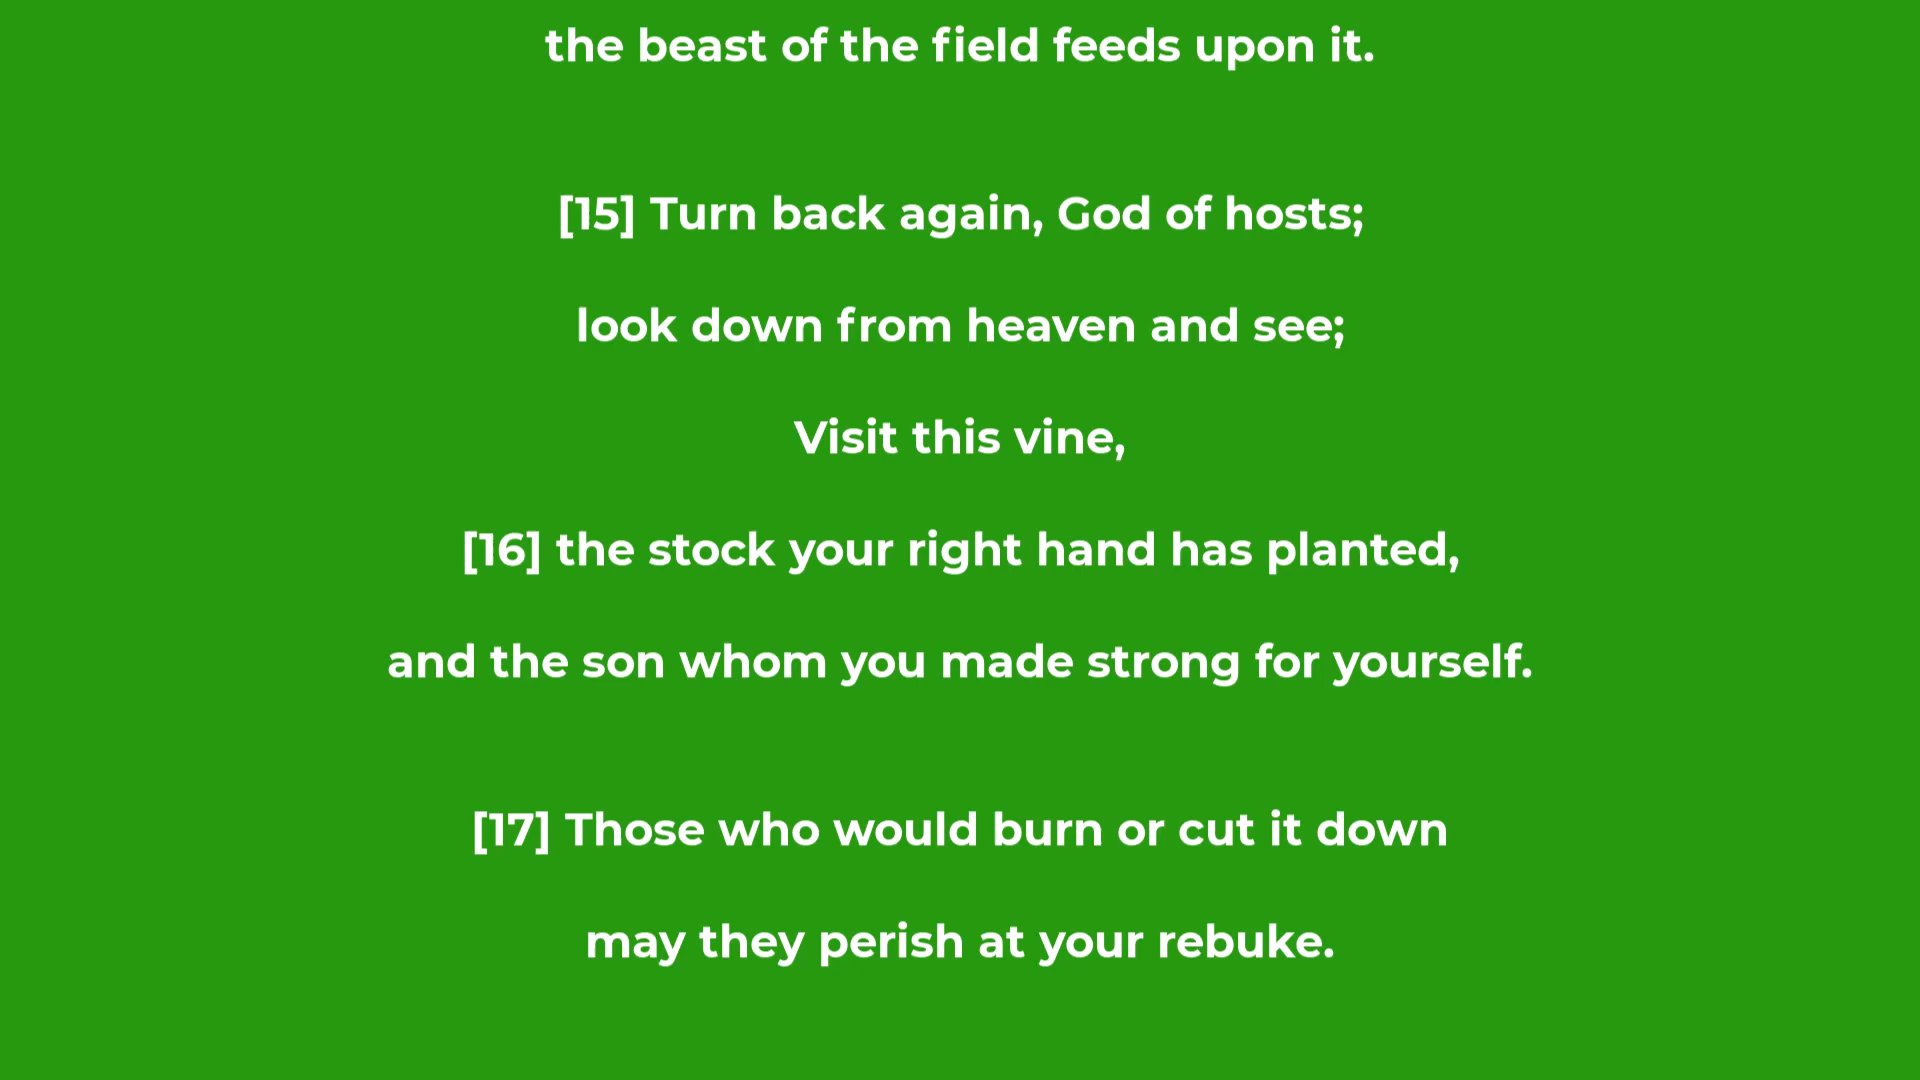 the beast of the field feeds upon it.
[15] Turn back again, God of hosts;
look down from heaven and see;
Visit this vine,
[16] the stock your right hand has planted,
and the son whom you made strong for yourself.
[17] Those who would burn or cut it down
may they perish at your rebuke.